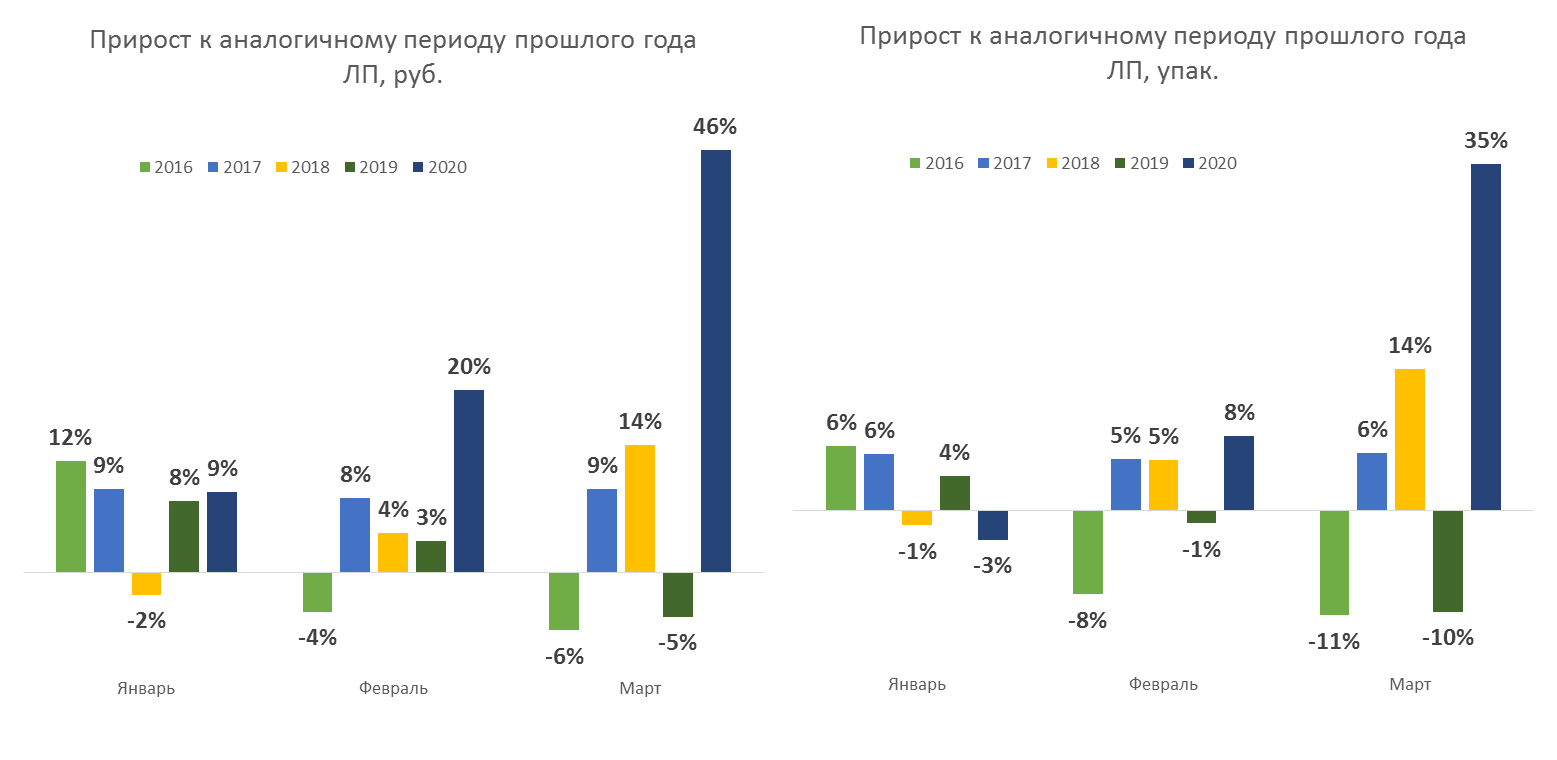 Прирост к аналогичному периоду прошлого года
ЛП, руб.
2016 2017 2018 2019 2020
12%
9%
-2%
8%
9%
-4%
8%
4%
3%
20%
-6%
9%
14%
-5%
46%
Январь
Февраль
Март
Прирост к аналогичному периоду прошлого года
ЛП, упак.
2016 2017 2018 2019 2020
6%
6%
-1%
4%
-3%
-8%
5%
5%
-1%
8%
-11%
6%
14%
-10%
35%
Январь
Февраль
Март